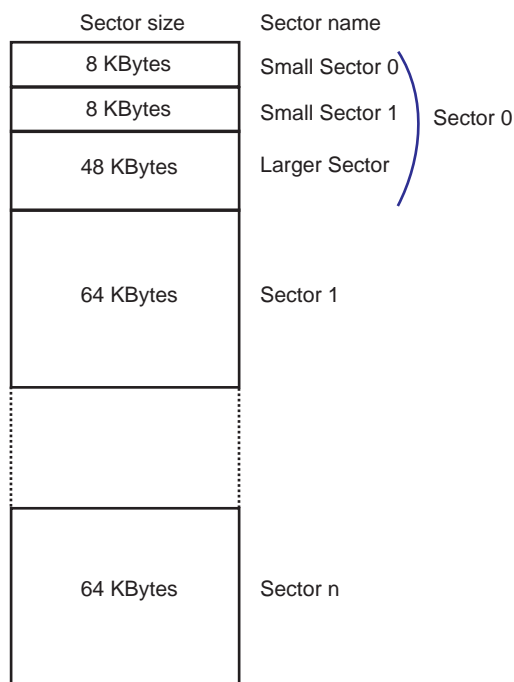 Sector size Sector name
8 KBytes Small Sector 0
8 KBytes Small Sector 1 Sector 0
48 KBytes Larger Sector
64 KBytes Sector 1
64 KBytes Sector n